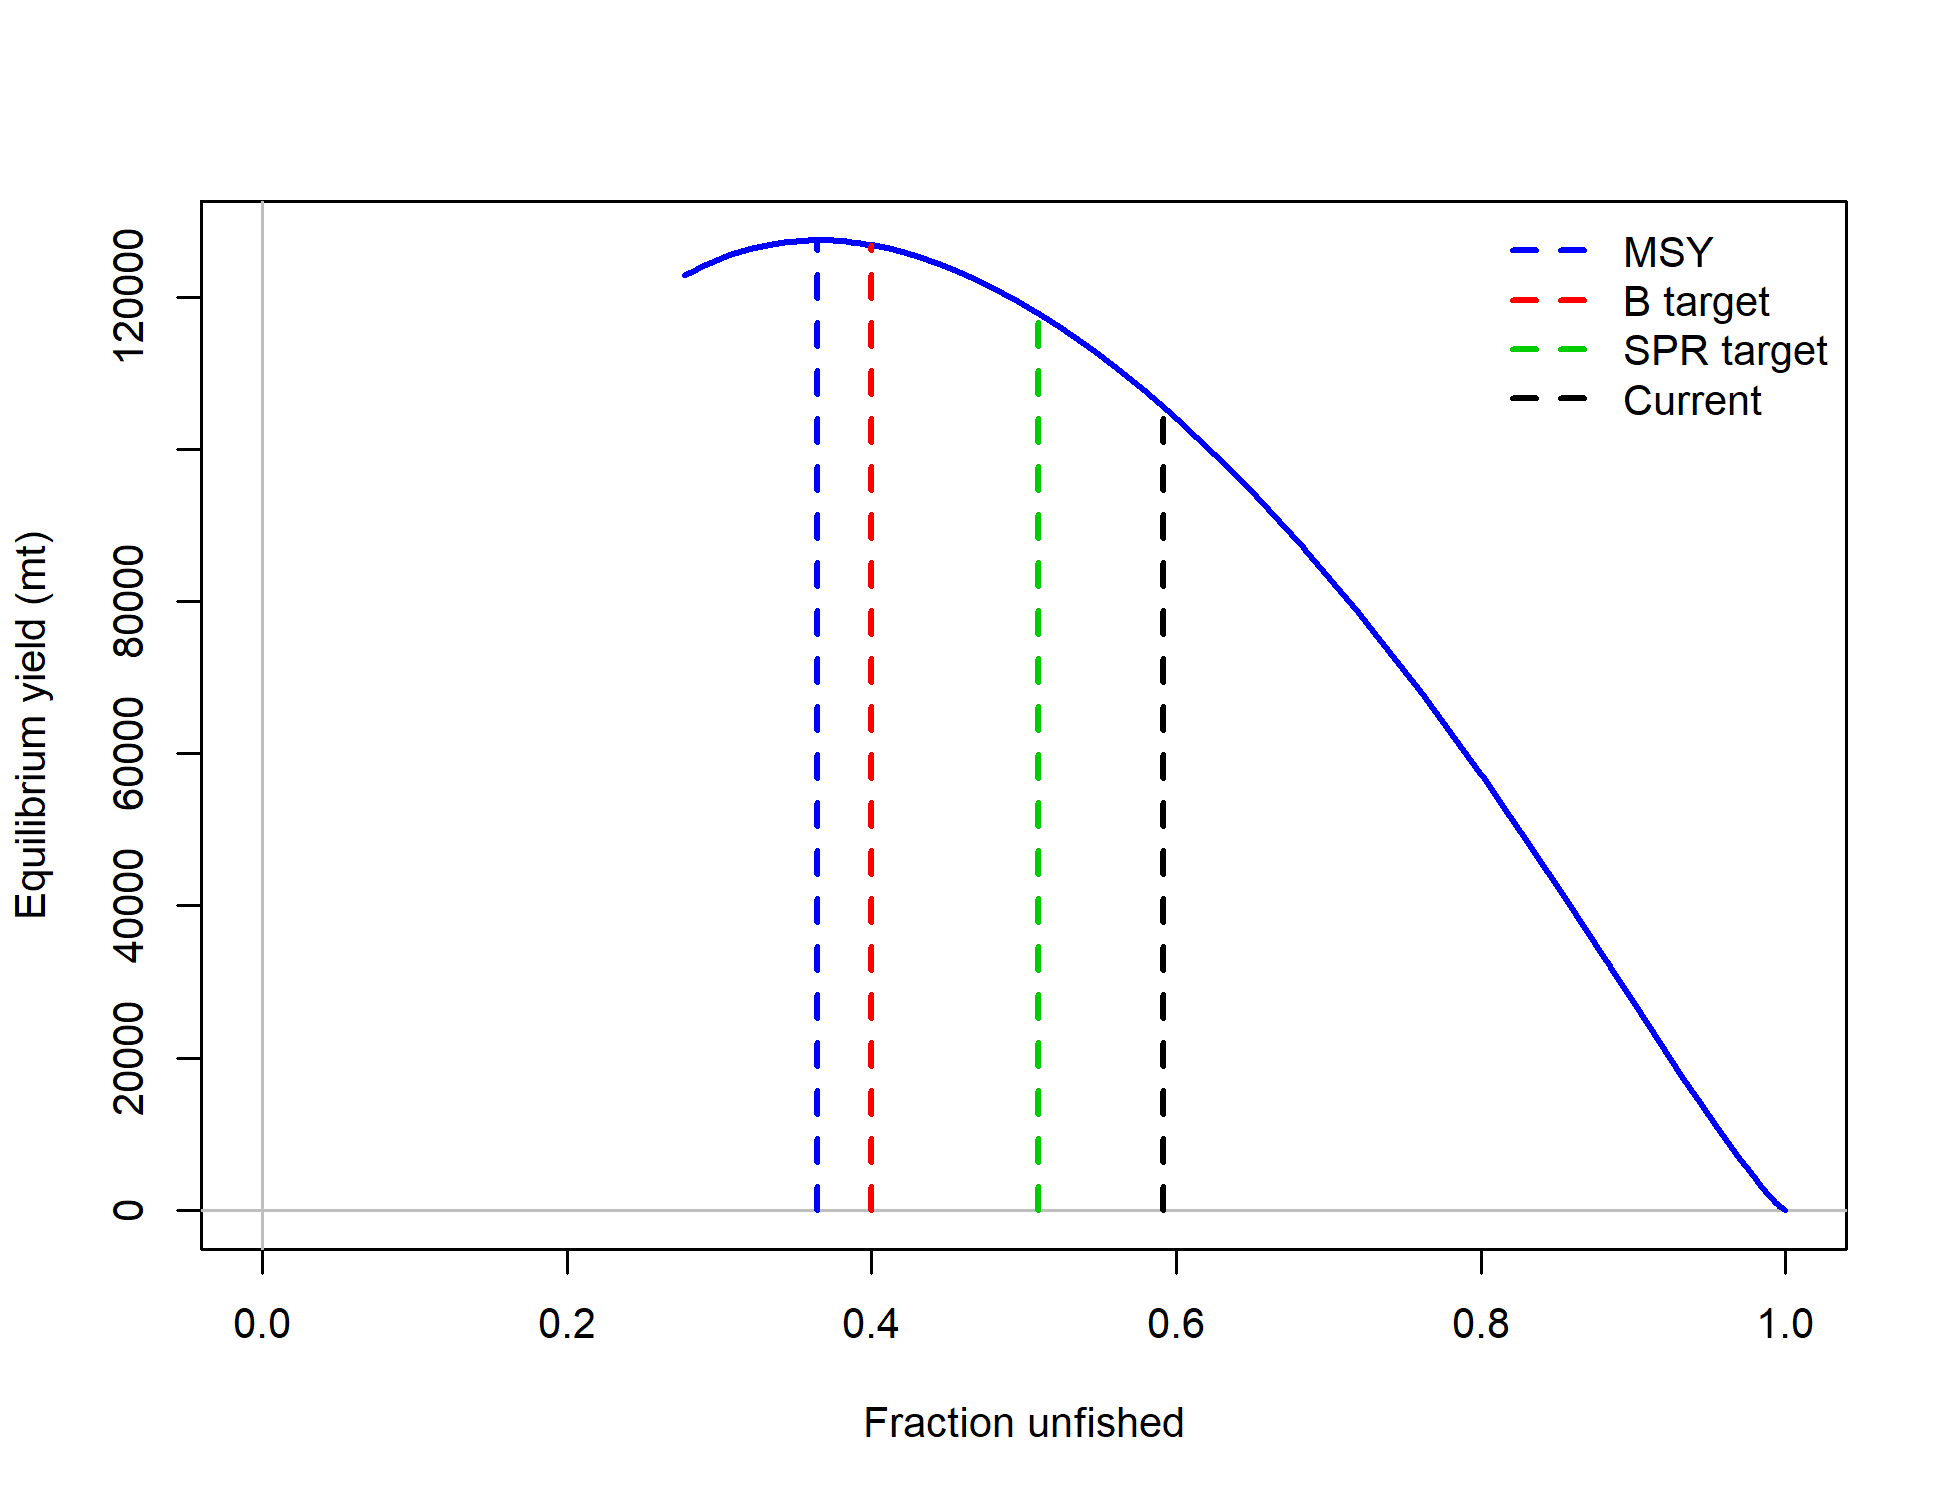 MSY
B target
SPR target
Current
Equilibrium yield (mt)
120000
80000
60000
40000
20000
0
0.0 0.2 0.4 0.6 0.8 1.0
Fraction unfished